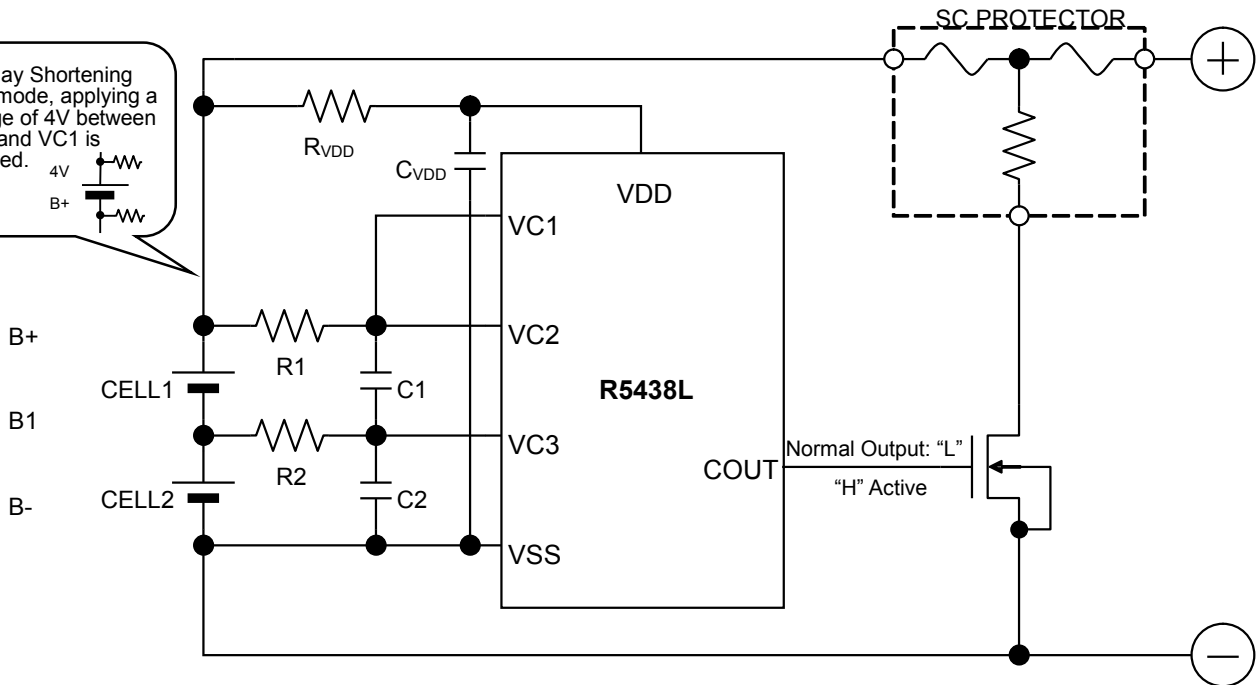 SC PROTECTOR
ay Shortening
mode, applying a
ge of 4V between
and VC1 is
ed.
4V
B+
+
RVDD
CVDD
VDD
VC1
VC2
R1
B+
CELL1
C1
R5438L
B1
VC3
R2
COUT
Normal Output: “L”
“H” Active
B-
CELL2
C2
VSS
−